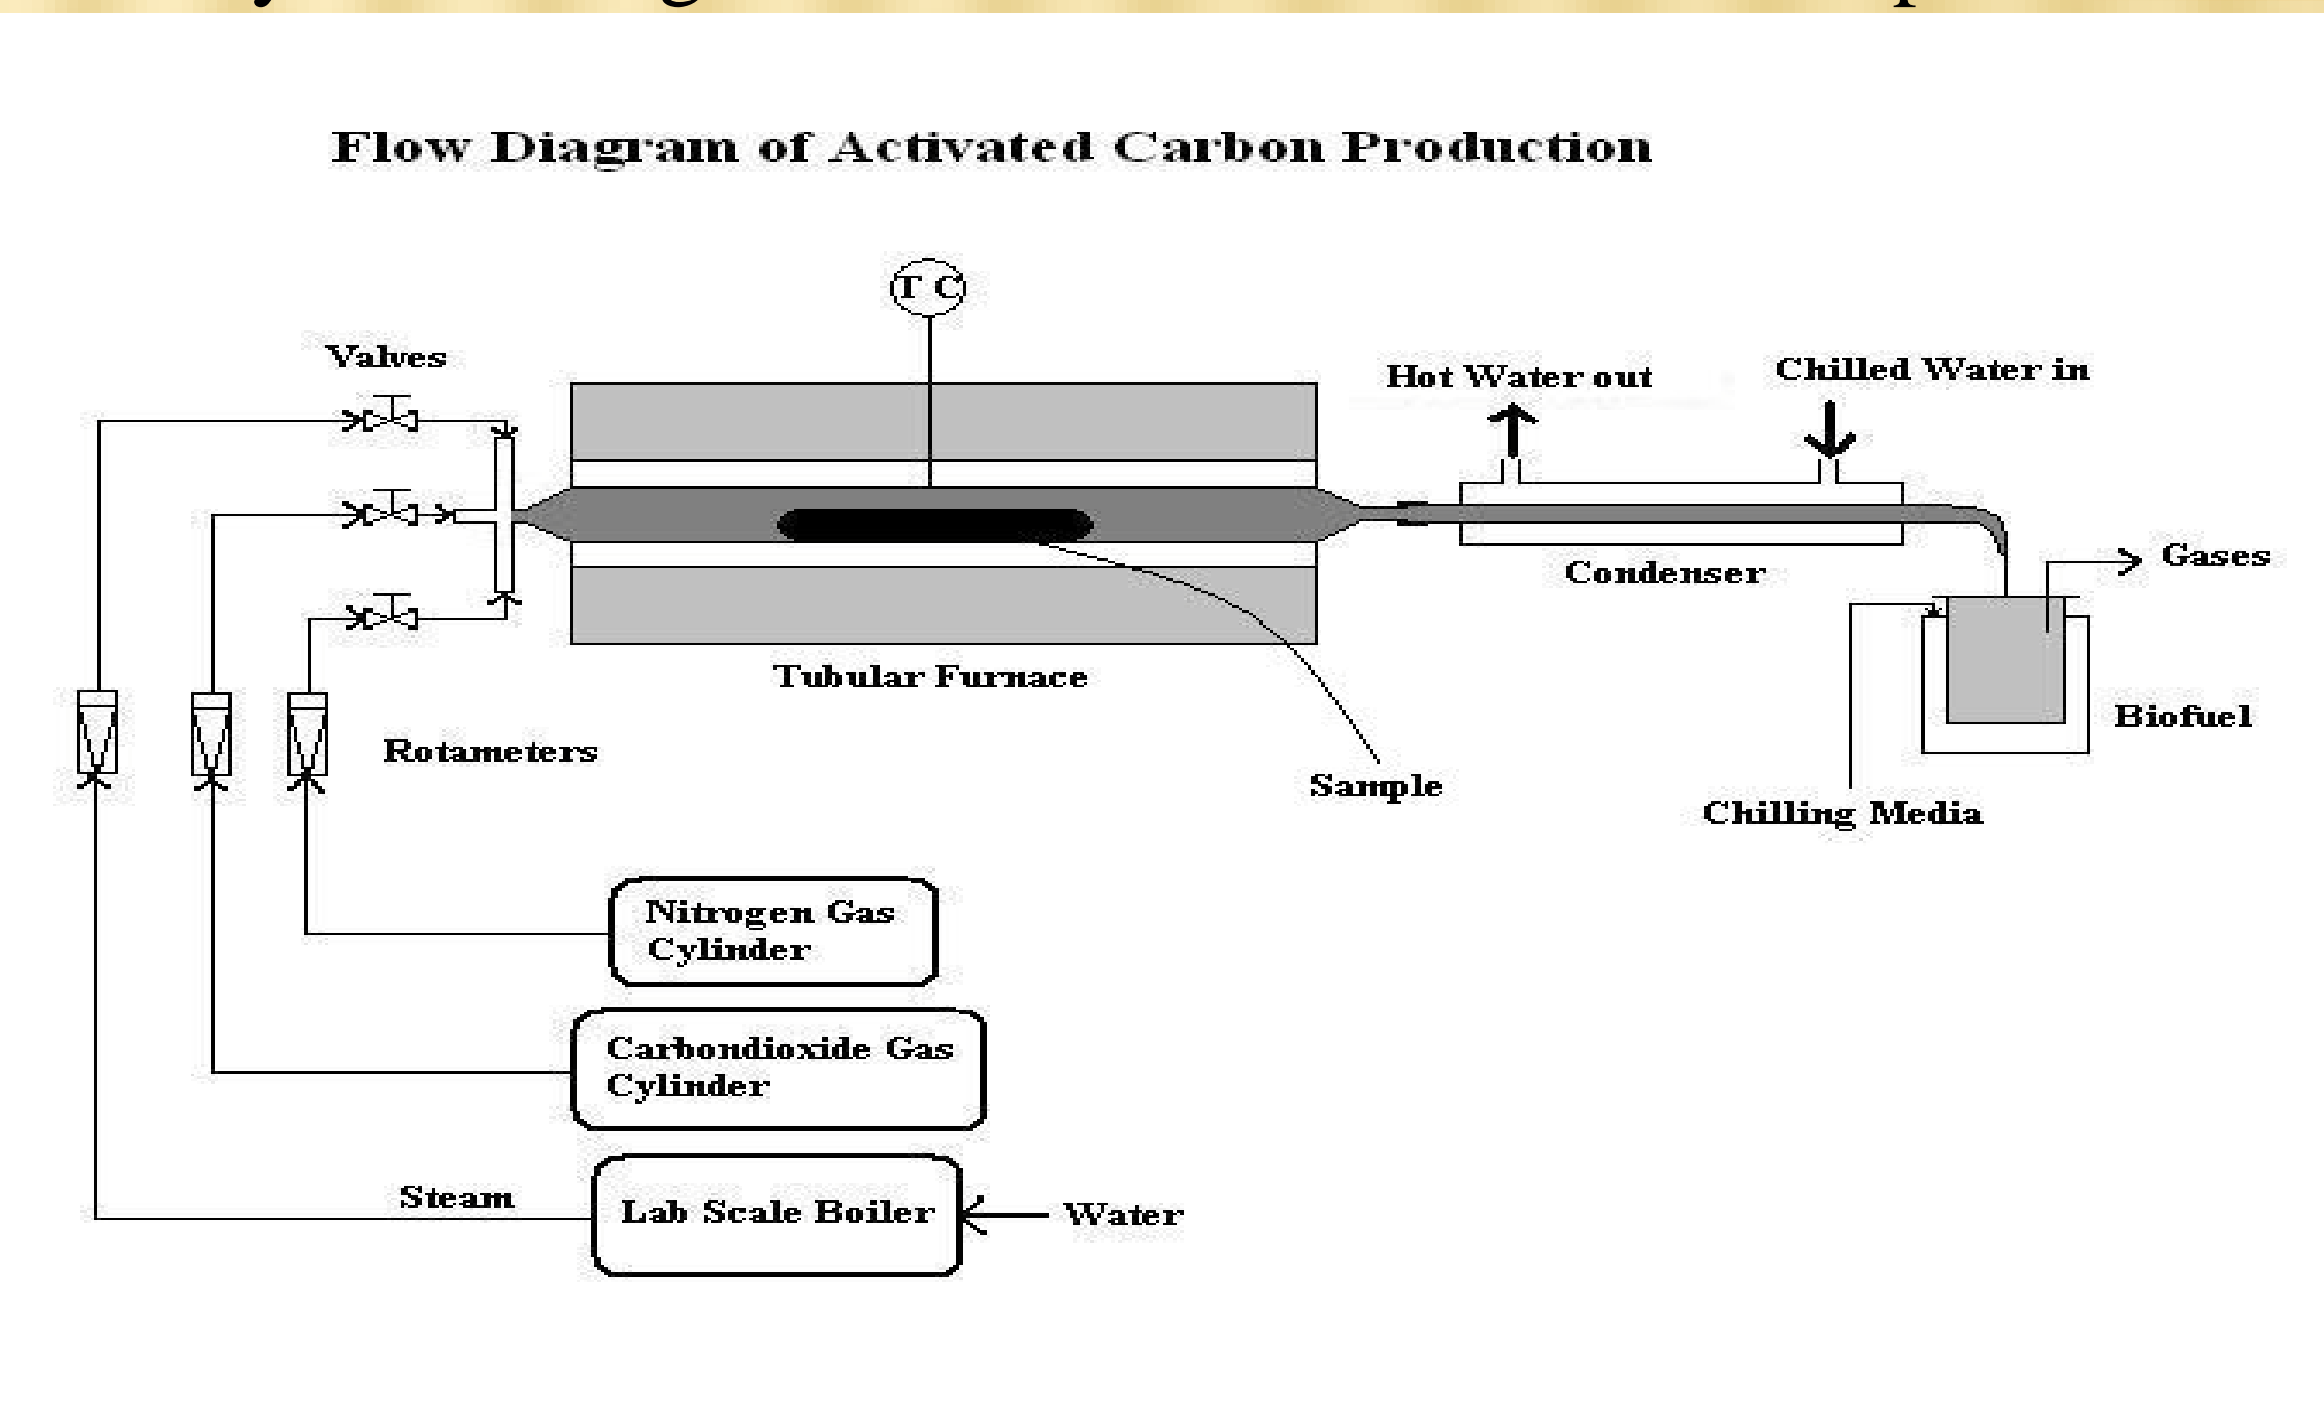 Flow Diagram of Activated Carbon Production
T C
Valves
Hot Water out
Chilled Water in
Condenser
Gases
Tubular Furnace
Biofuel
Rotameters
Sample
Chilling Media
Nitrogen Gas
Cylinder
Carbondioxide Gas
Cylinder
Steam
Lab Scale Boiler
Water